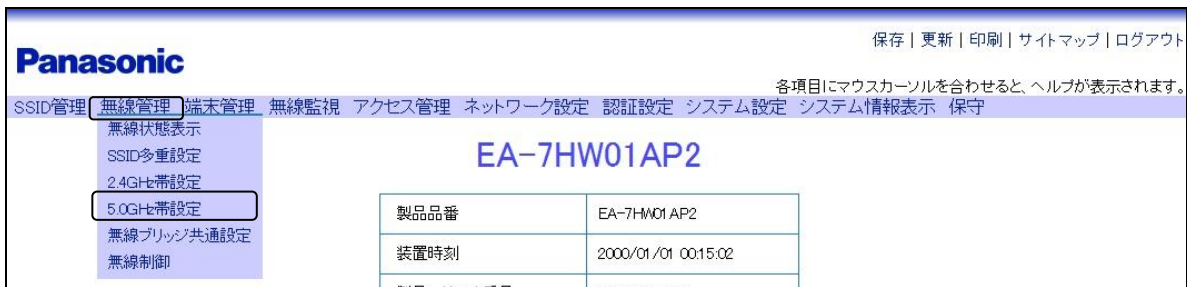 保存 | 更新 | 印刷 | サイトマップ | ログアウト
Panasonic
各項目にマウスカーソルを合わせると、ヘルプが表示されます。
SSID管理 無線管理 端末管理 無線監視 アクセス管理 ネットワーク設定 認証設定 システム設定 システム情報表示 保守
無線状態表示
SSID多重設定
2.4GHz帯設定
5.0GHz帯設定
無線ブリッジ共通設定
無線制御
EA-7HW01AP2
製品品番 EA-7HW01AP2
装置時刻 2000/01/01 00:15:02